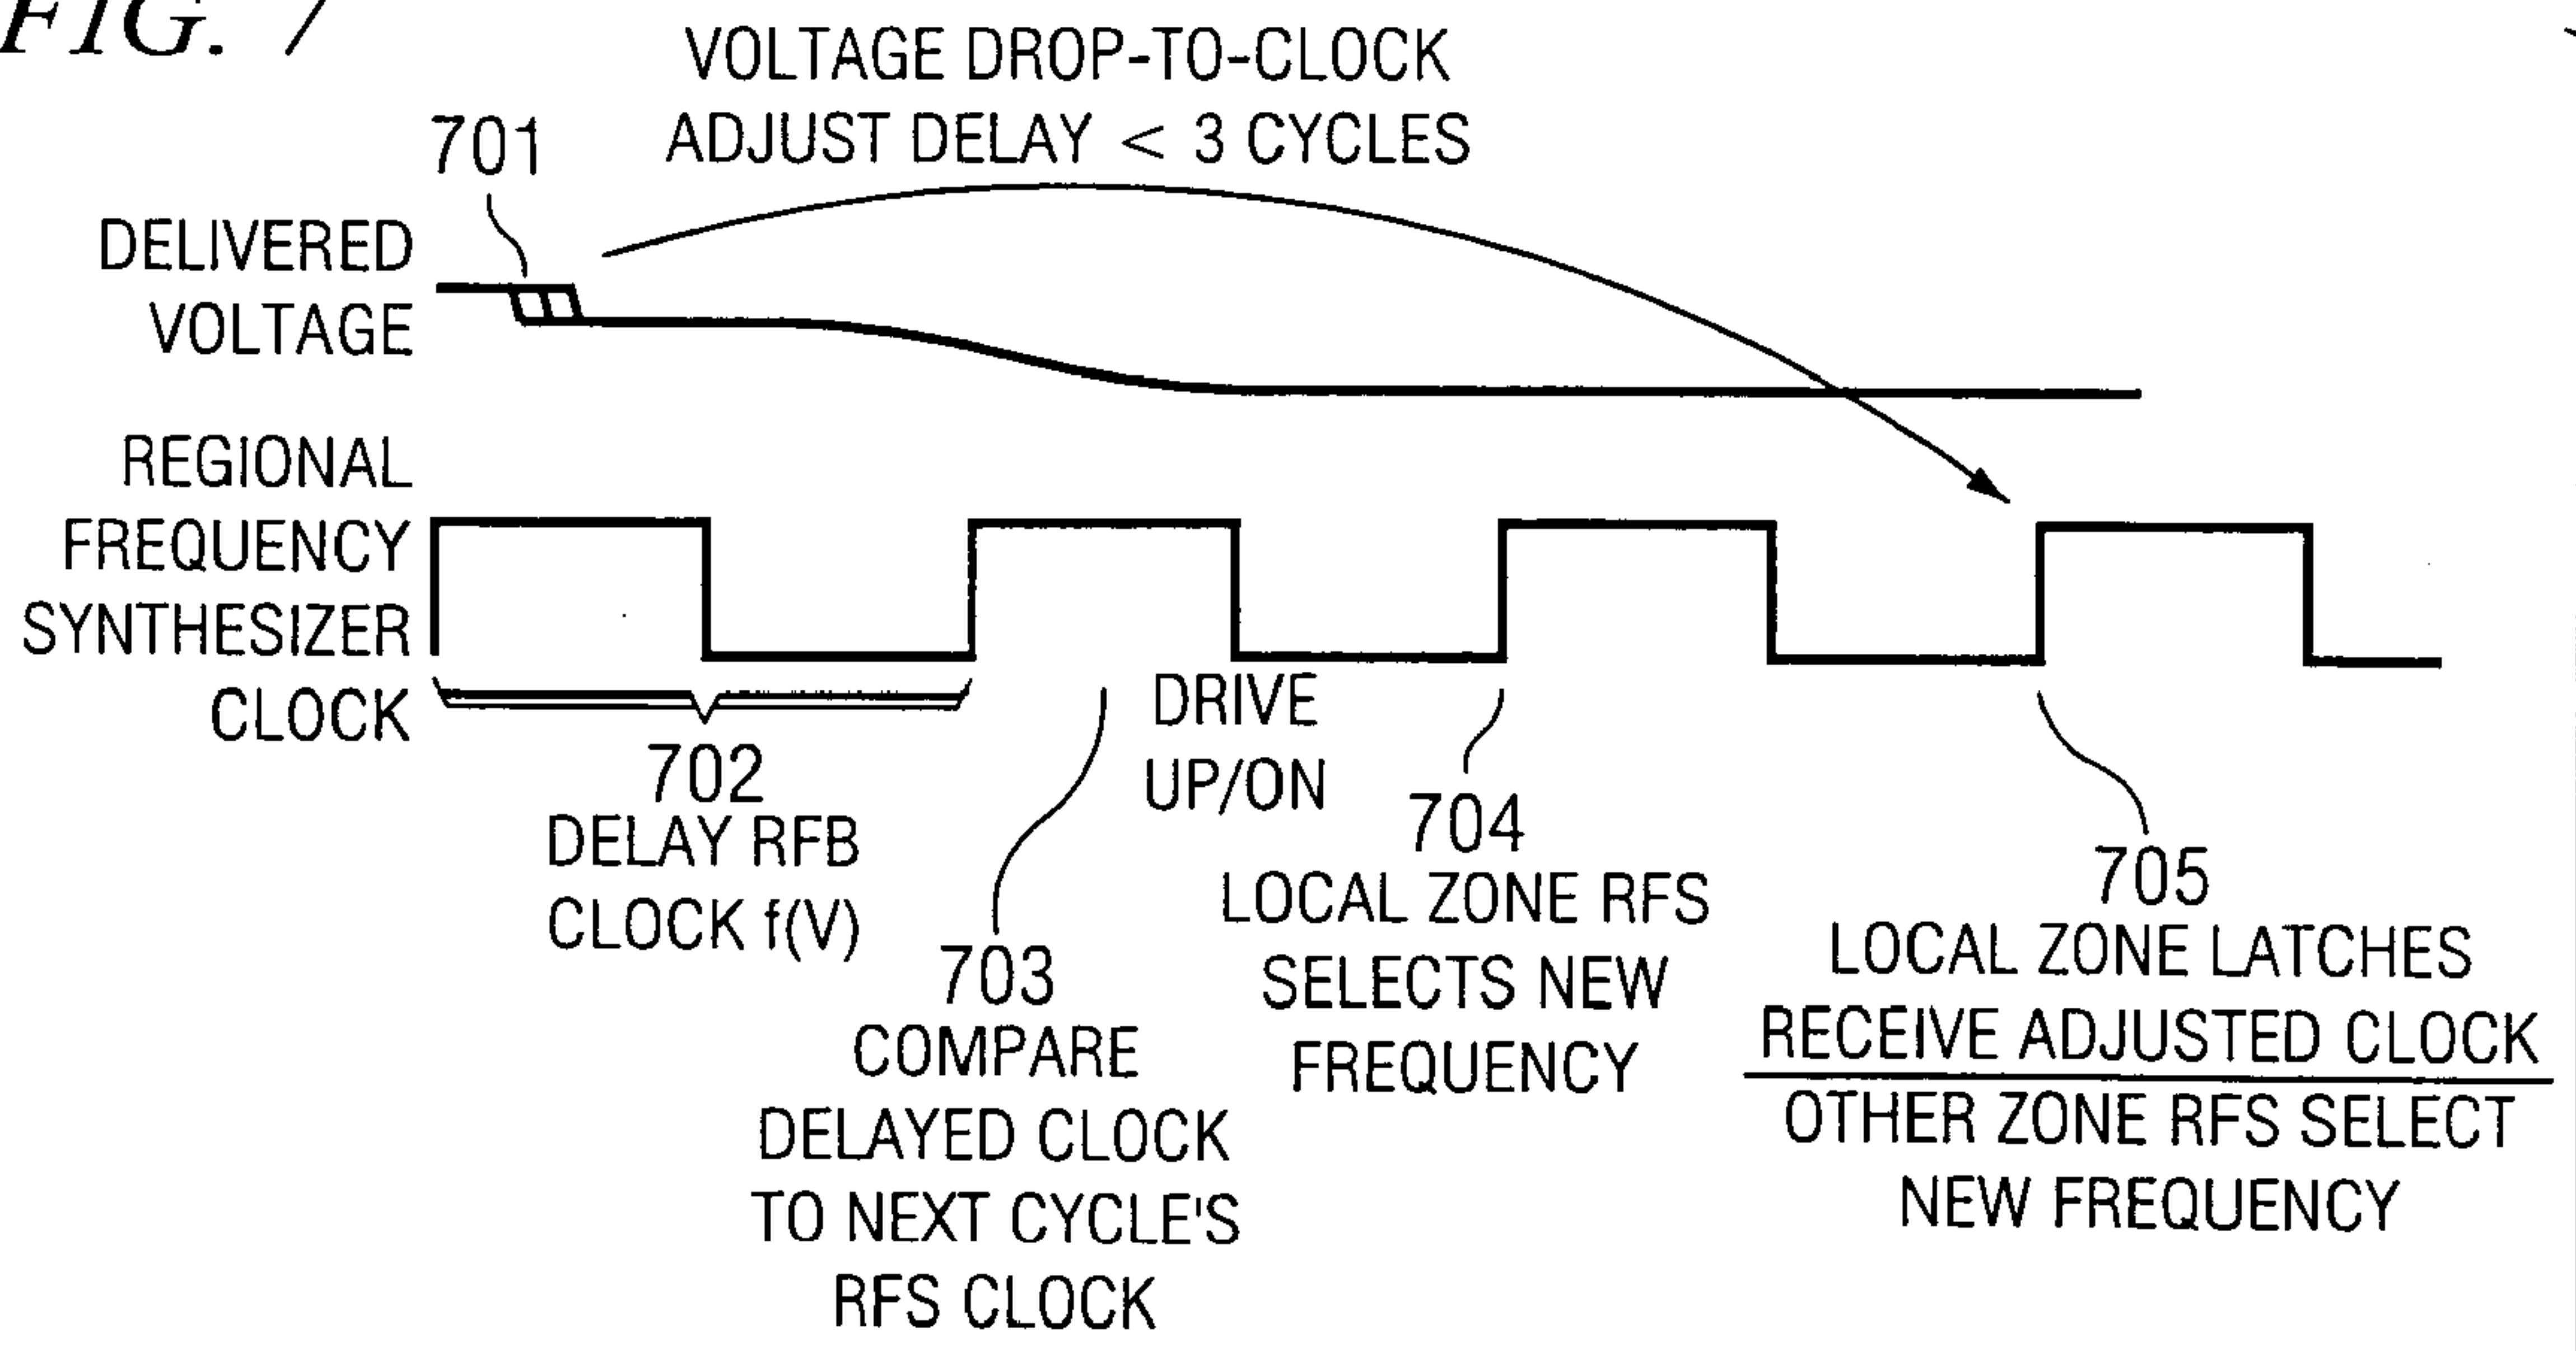 FIG. 7
VOLTAGE DROP-TO-CLOCK
ADJUST DELAY < 3 CYCLES
701
DELIVERED
VOLTAGE
REGIONAL
FREQUENCY
SYNTHESIZER
CLOCK
702
DELAY RFB
CLOCK f(V)
703
COMPARE
DELAYED CLOCK
TO NEXT CYCLE'S
RFS CLOCK
DRIVE
UP/ON
704
LOCAL ZONE RFS
SELECTS NEW
FREQUENCY
705
LOCAL ZONE LATCHES
RECEIVE ADJUSTED CLOCK
OTHER ZONE RFS SELECT
NEW FREQUENCY